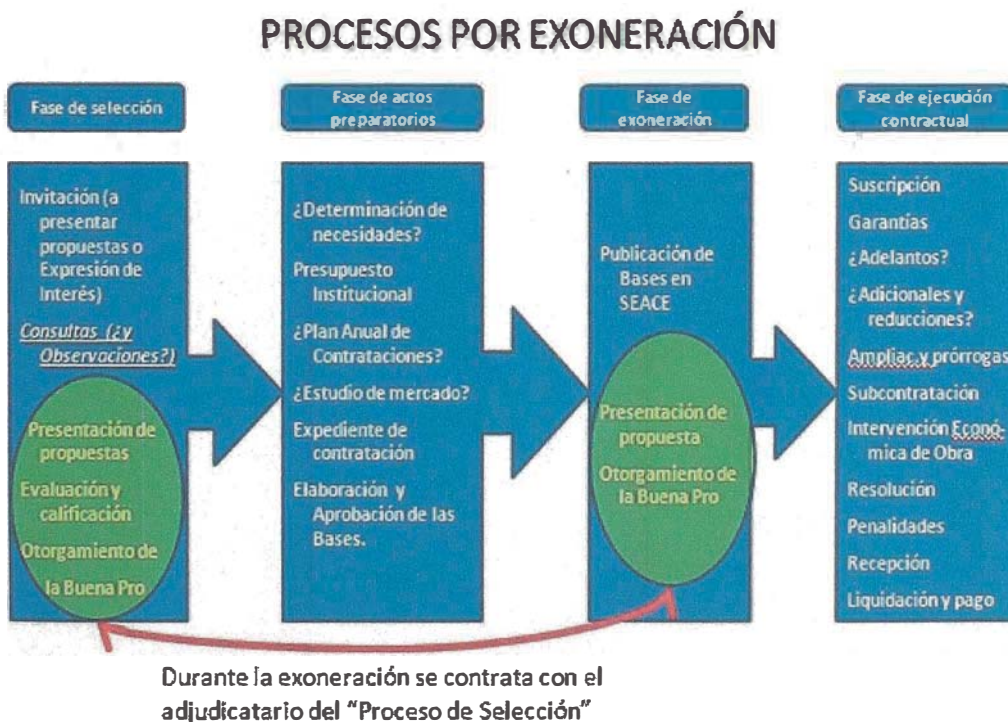 PROCESOS POR EXONERACIÓN
Fase de selección
Fase de actos
preparatorios
Fase de
exoneración
Fase de ejecución
contractual
Invitación (a
presentar
propuestas o
Expresión de
Interés)
Consultas (¿y
Observaciones?)
Presentación de
propuestas
Evaluación y
calificación
Otorgamiento de
la Buena Pro
¿Determinación de
necesidades?
Presupuesto
Institucional
¿Plan Anual de
Contrataciones?
¿Estudio de mercado?
Expediente de
contratación
Elaboración y
Aprobación de las
Bases.
Publicación de
Bases en
SEACE
Presentación de
propuesta
Otorgamiento de
la Buena Pro
Suscripción
Garantías
¿Adelantos?
¿Adicionales y
reducciones?
Ampliac.y prórrogas
Subcontratación
Intervención Econó-
mica de Obra
Resolución
Penalidades
Recepción
Liquidación y pago
Durante la exoneración se contrata con el
adjudicatario del "Proceso de Selección"